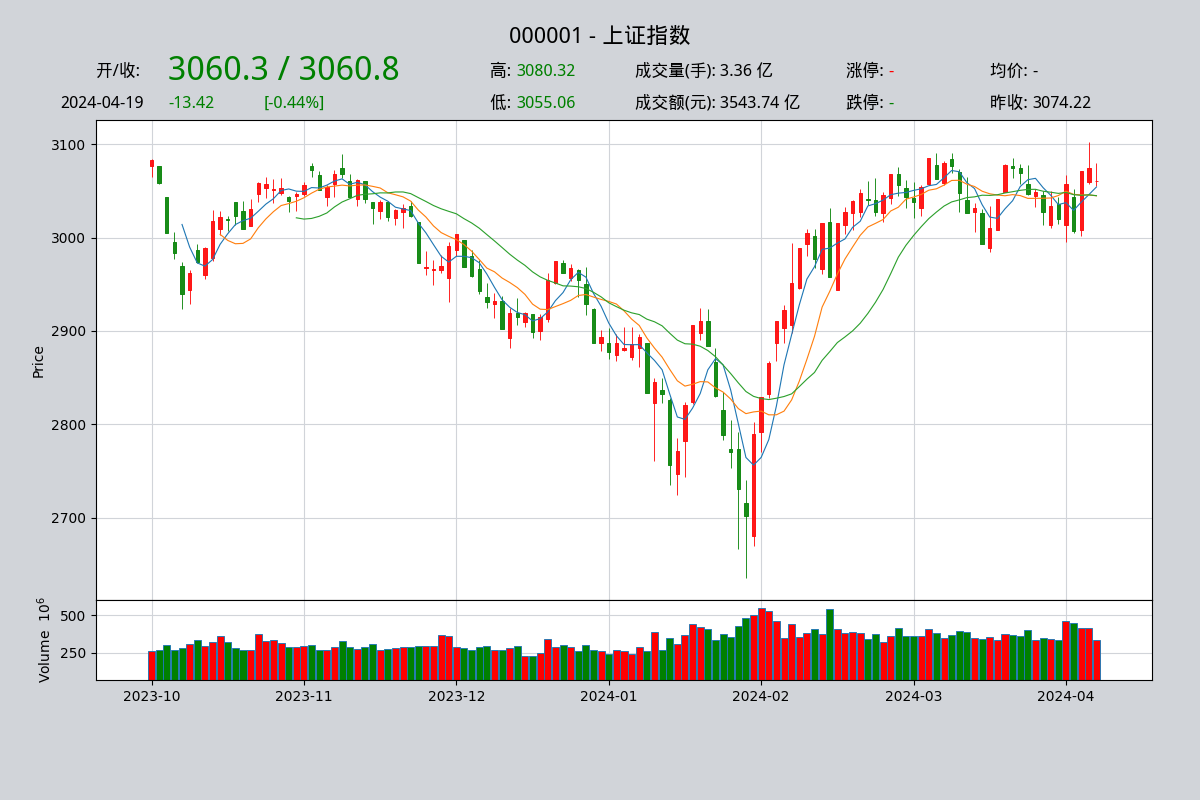 000001 - 上证指数
开/收: 3060.3 / 3060.8 高: 3080.32 成交量(手): 3.36 亿 涨停: - 均价: -
2024-04-19 -13.42 [-0.44%] 低: 3055.06 成交额(元): 3543.74 亿 跌停: - 昨收: 3074.22
3100
3000
2900
2800
2700
Price
500
250
Volume 10^6
2023-10 2023-11 2023-12 2024-01 2024-02 2024-03 2024-04